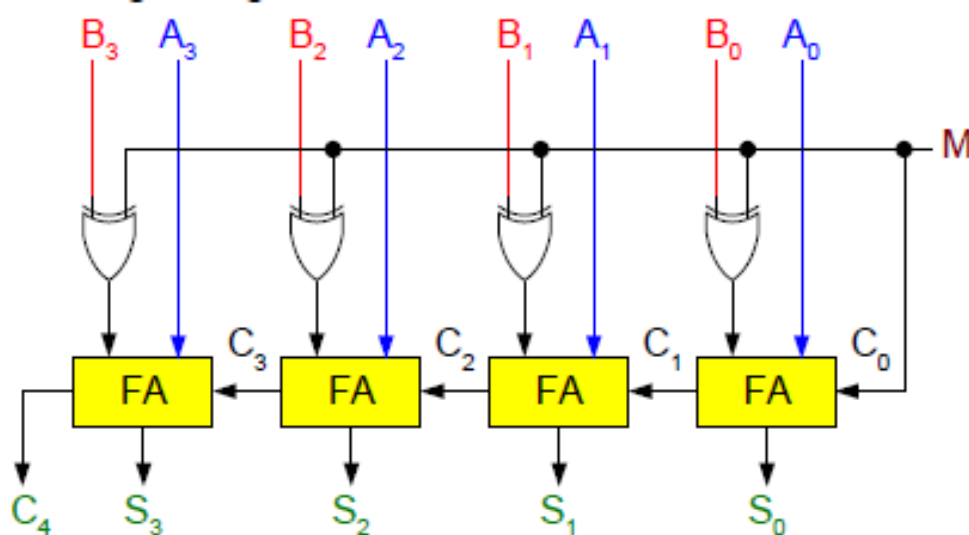 B₃ A₃ B₂ A₂ B₁ A₁ B₀ A₀
M
C₃ C₂ C₁ C₀
FA FA FA FA
C₄ S₃ S₂ S₁ S₀